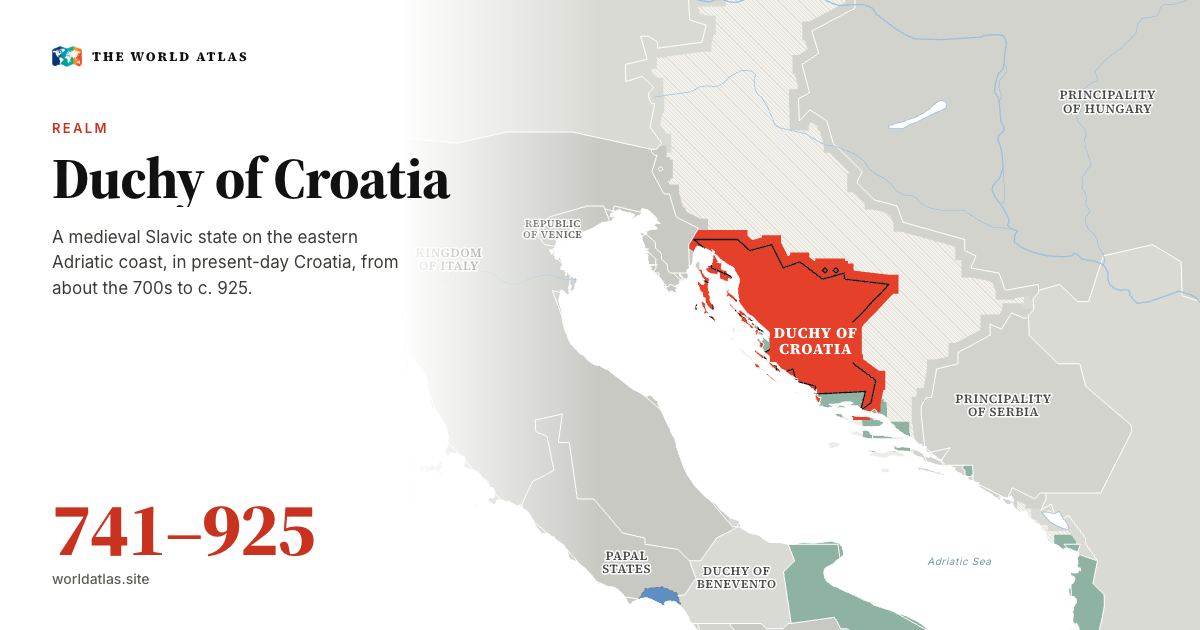 THE WORLD ATLAS
REALM
Duchy of Croatia
A medieval Slavic state on the eastern
Adriatic coast, in present-day Croatia, from
about the 700s to c. 925.
741–925
worldatlas.site
PRINCIPALITY
OF HUNGARY
REPUBLIC
OF VENICE
KINGDOM
OF ITALY
DUCHY OF
CROATIA
PRINCIPALITY
OF SERBIA
PAPAL
STATES
DUCHY OF
BENEVENTO
Adriatic Sea